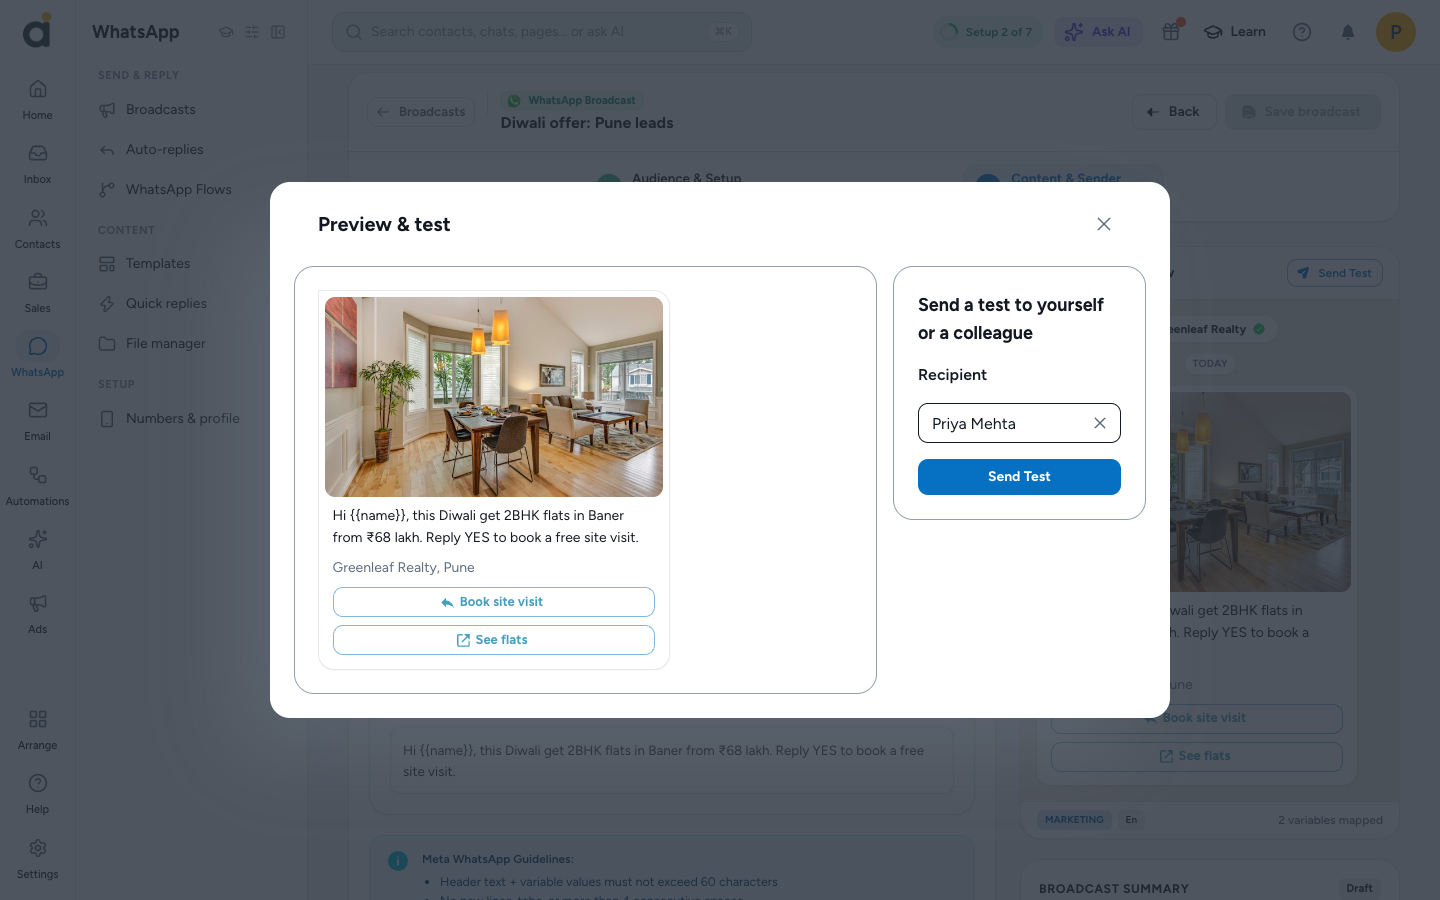 WhatsApp
Search contacts, chats, pages... or ask AI
⌘K
Setup 2 of 7
Ask AI
Learn
P
Home
Inbox
Contacts
Sales
WhatsApp
Email
Automations
AI
Ads
Arrange
Help
Settings
SEND & REPLY
Broadcasts
Auto-replies
WhatsApp Flows
CONTENT
Templates
Quick replies
File manager
SETUP
Numbers & profile
Broadcasts
WhatsApp Broadcast
Diwali offer: Pune leads
Back
Save broadcast
Audience & Setup
Content & Sender
Send Test
Preview & test
Hi {{name}}, this Diwali get 2BHK flats in Baner
from ₹68 lakh. Reply YES to book a free site visit.
Greenleaf Realty, Pune
Book site visit
See flats
Send a test to yourself
or a colleague
Recipient
Priya Mehta
Send Test
eenleaf Realty
TODAY
wali get 2BHK flats in
h. Reply YES to book a
une
Book site visit
See flats
MARKETING
En
2 variables mapped
BROADCAST SUMMARY
Draft
Hi {{name}}, this Diwali get 2BHK flats in Baner from ₹68 lakh. Reply YES to book a free
site visit.
Meta WhatsApp Guidelines:
Header text + variable values must not exceed 60 characters